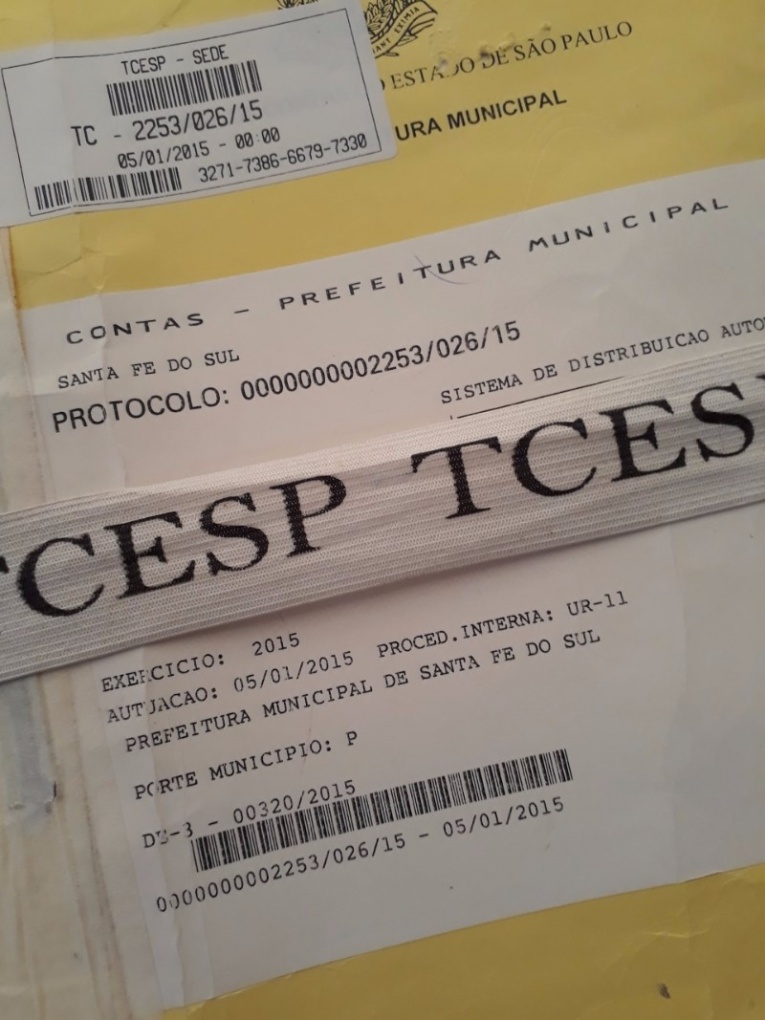 TCESP - SEDE
TC - 2253/026/15
05/01/2015 - 00:00
3271-7386-6679-7330
ESTADO DE SÃO PAULO
URA MUNICIPAL
CONTAS - PREFEITURA MUNICIPAL
SANTA FE DO SUL
PROTOCOLO: 0000000002253/026/15
SISTEMA DE DISTRIBUICAO AUTO
TCESP TCESP
EXERCICIO: 2015
AUTUACAO: 05/01/2015 PROCED.INTERNA: UR-11
PREFEITURA MUNICIPAL DE SANTA FE DO SUL
PORTE MUNICIPIO: P
- 00320/2015
0000000002253/026/15 - 05/01/2015